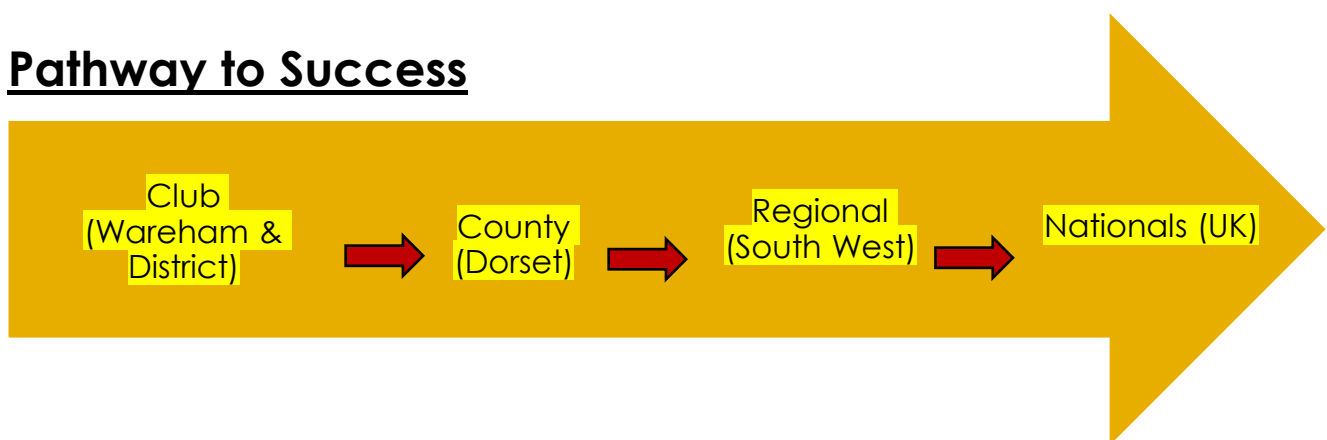 Pathway to Success
Club
(Wareham &
District)
County
(Dorset)
Regional
(South West)
Nationals (UK)